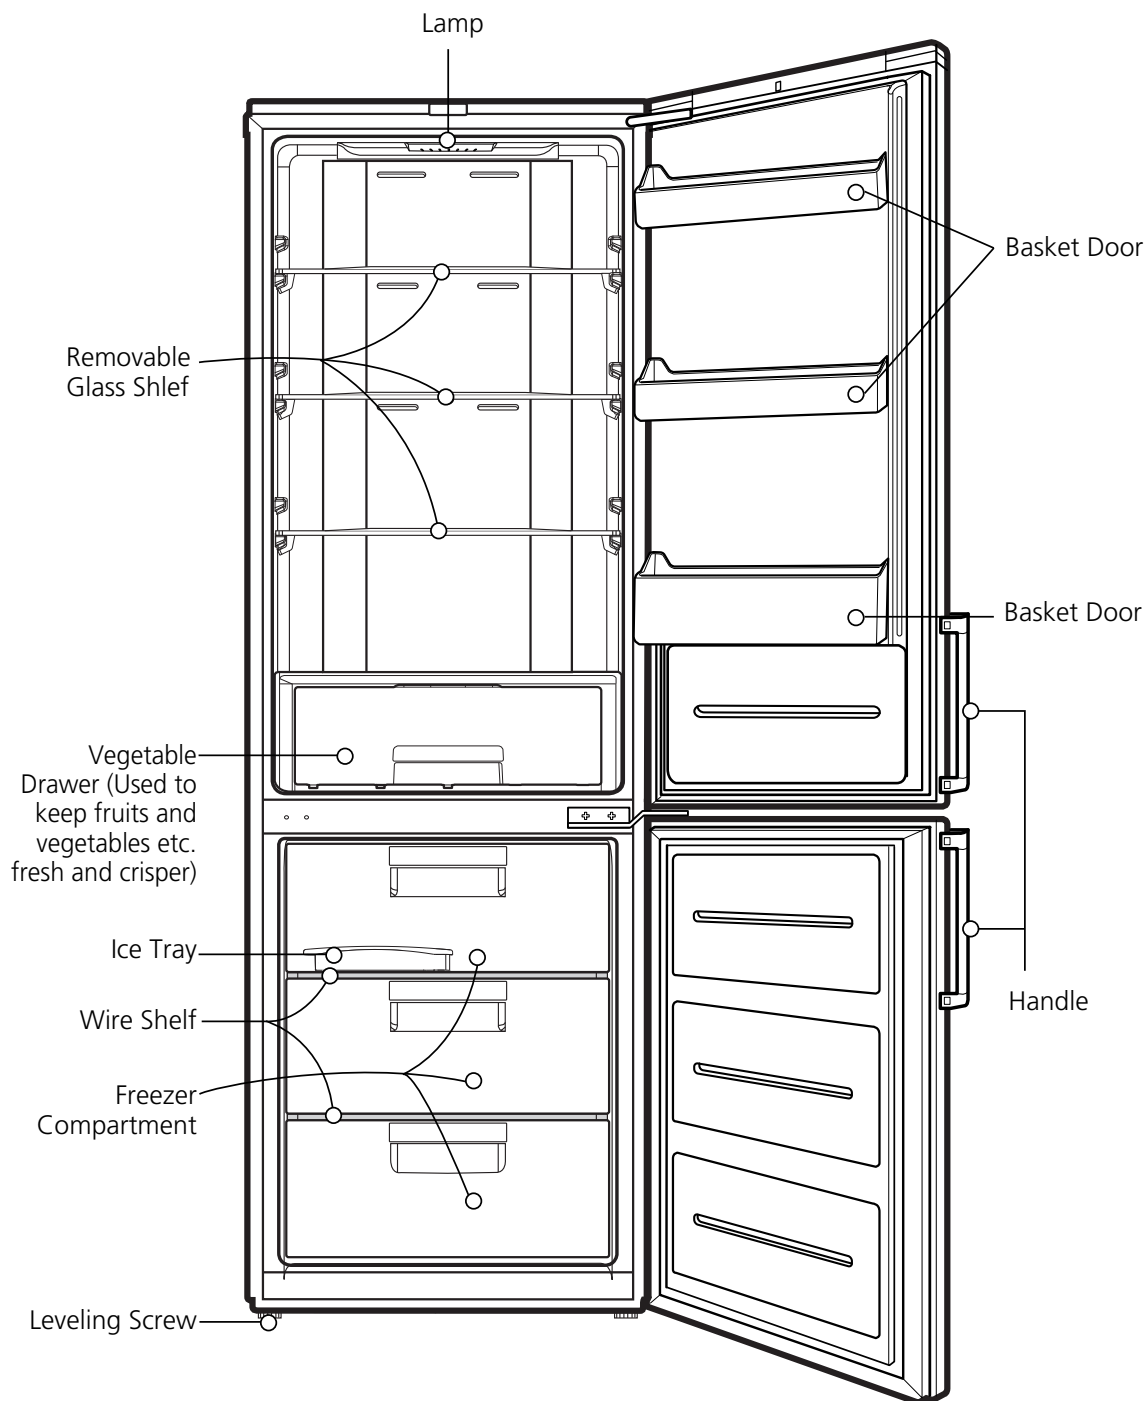 Lamp
Basket Door
Removable
Glass Shlef
Basket Door
Vegetable
Drawer (Used to
keep fruits and
vegetables etc.
fresh and crisper)
Ice Tray
Wire Shelf
Handle
Freezer
Compartment
Leveling Screw